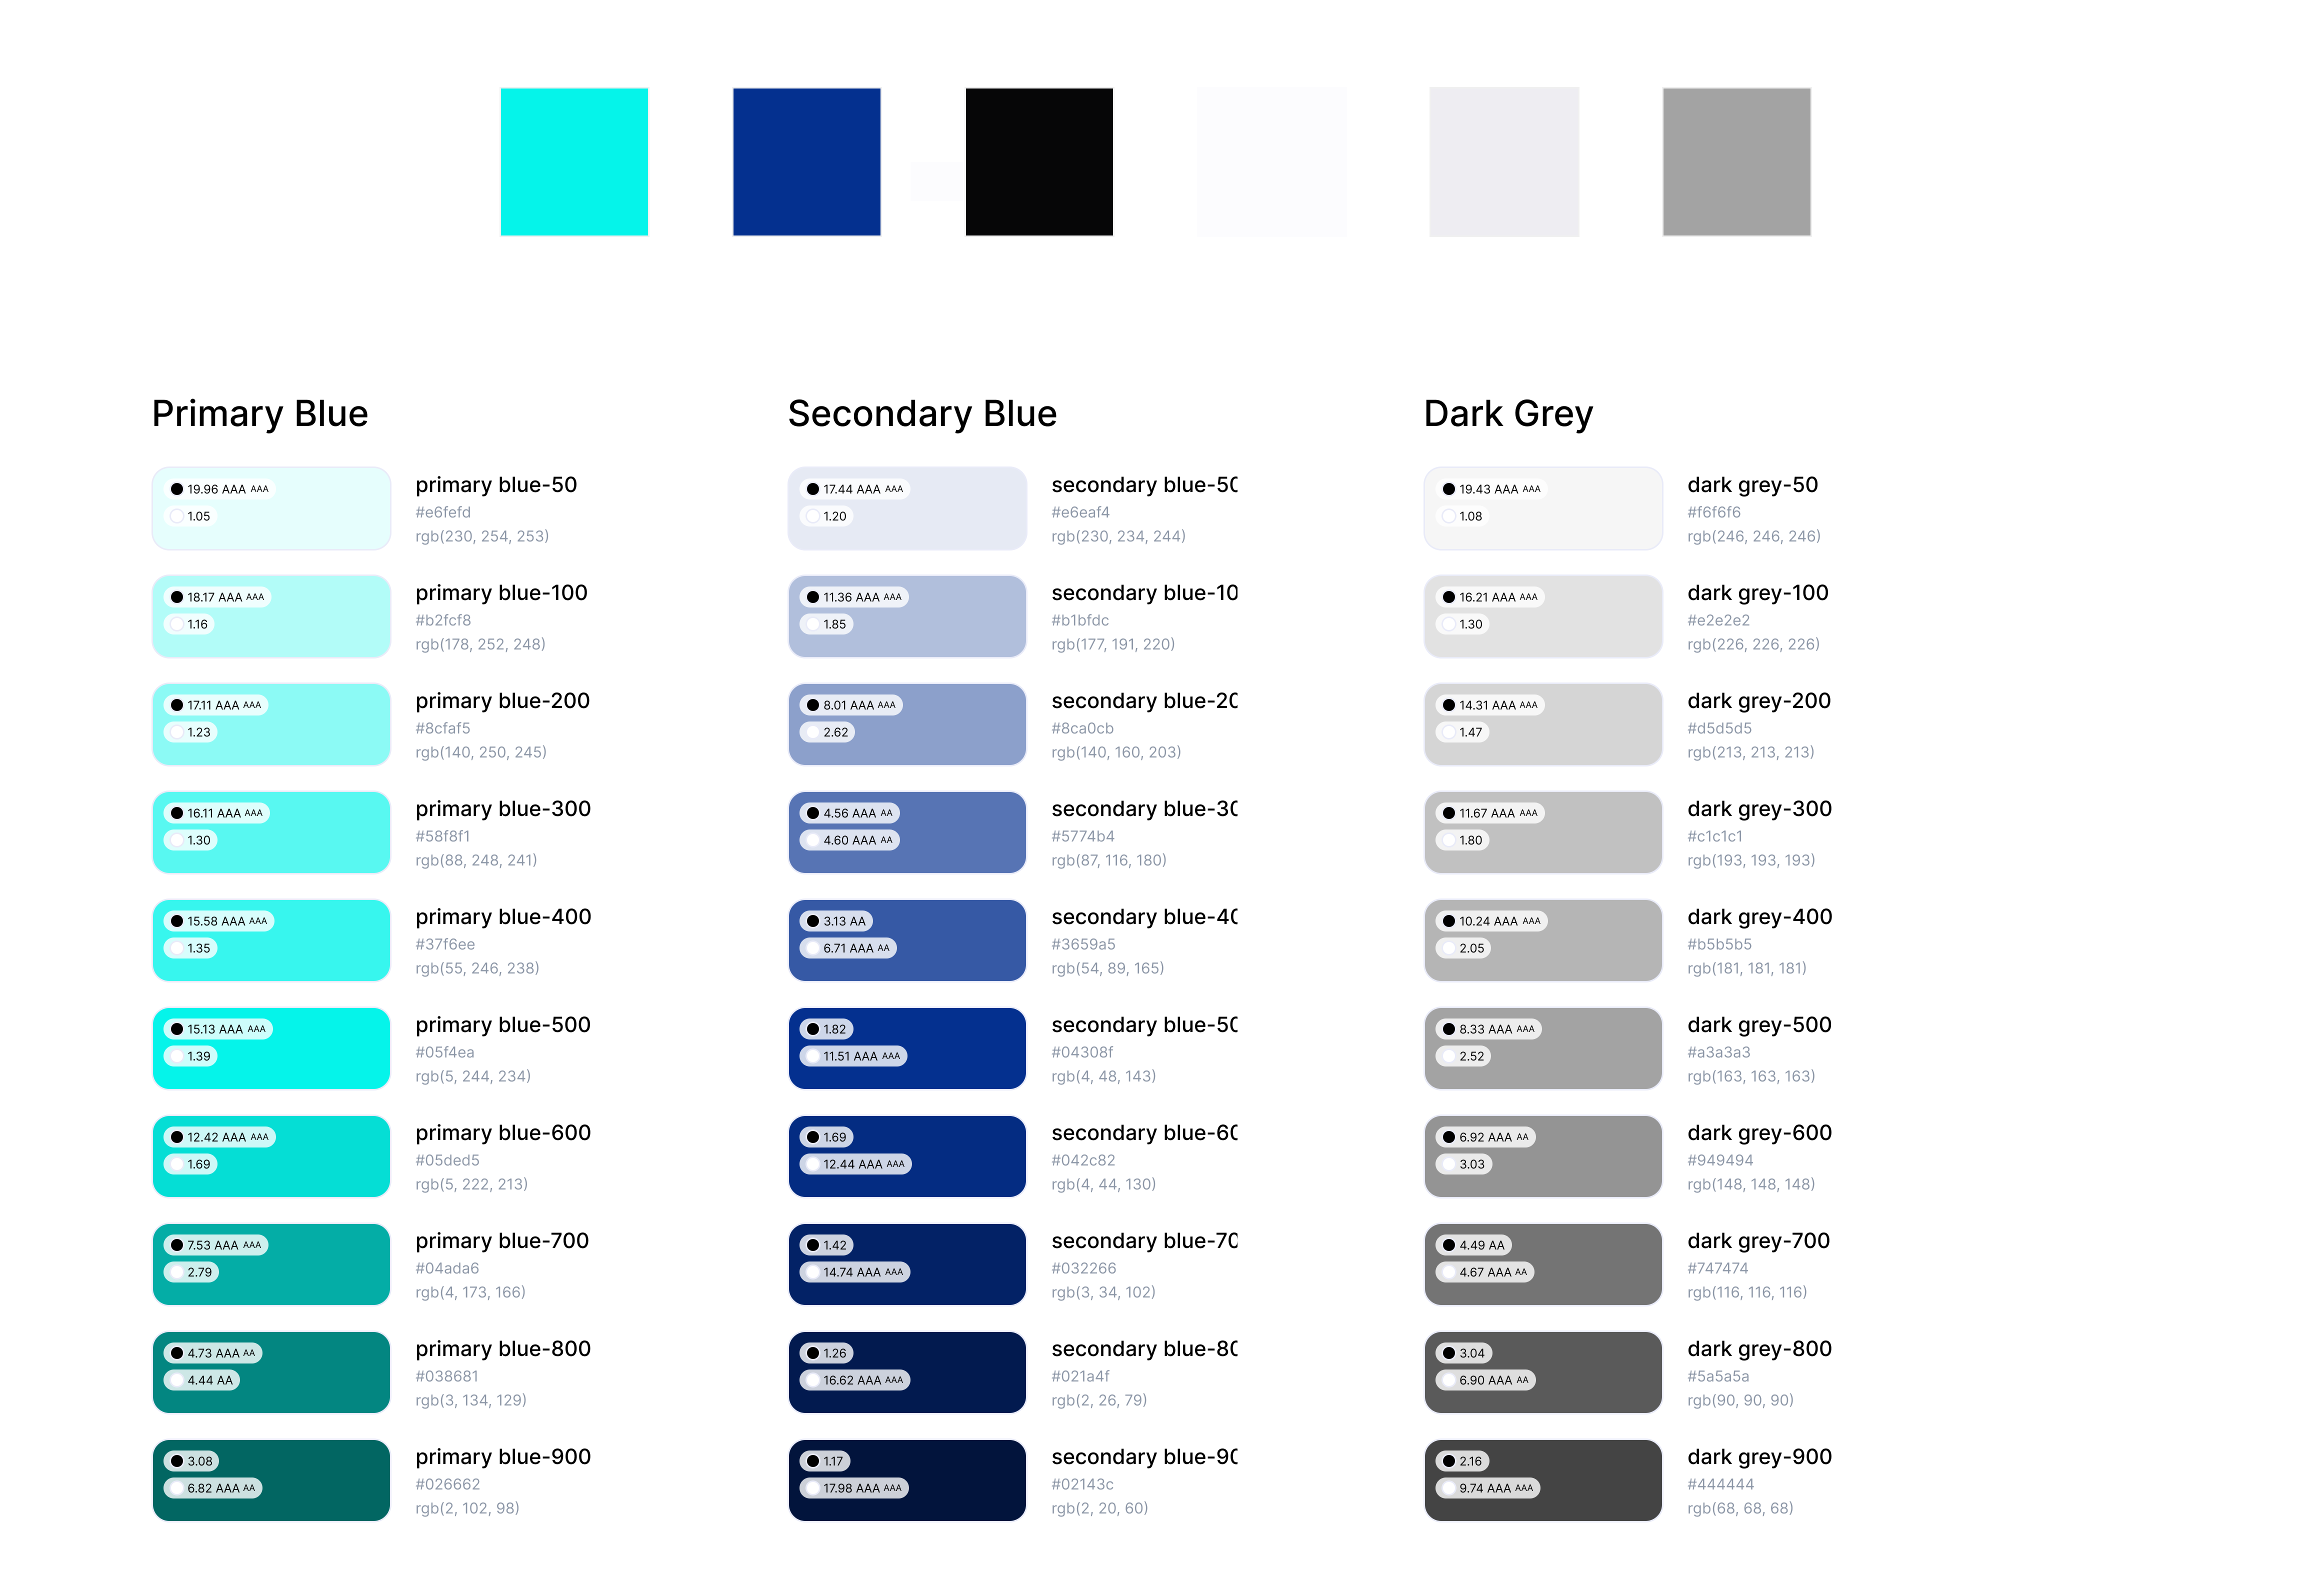 Primary Blue
19.96 AAA AAA
1.05
primary blue-50
#e6fefd
rgb(230, 254, 253)
18.17 AAA AAA
1.16
primary blue-100
#b2fcf8
rgb(178, 252, 248)
17.11 AAA AAA
1.23
primary blue-200
#8cfaf5
rgb(140, 250, 245)
16.11 AAA AAA
1.30
primary blue-300
#58f8f1
rgb(88, 248, 241)
15.58 AAA AAA
1.35
primary blue-400
#37f6ee
rgb(55, 246, 238)
15.13 AAA AAA
1.39
primary blue-500
#05f4ea
rgb(5, 244, 234)
12.42 AAA AAA
1.69
primary blue-600
#05ded5
rgb(5, 222, 213)
7.53 AAA AAA
2.79
primary blue-700
#04ada6
rgb(4, 173, 166)
4.73 AAA AA
4.44 AA
primary blue-800
#038681
rgb(3, 134, 129)
3.08
6.82 AAA AA
primary blue-900
#026662
rgb(2, 102, 98)
Secondary Blue
17.44 AAA AAA
1.20
secondary blue-50
#e6eaf4
rgb(230, 234, 244)
11.36 AAA AAA
1.85
secondary blue-10
#b1bfdc
rgb(177, 191, 220)
8.01 AAA AAA
2.62
secondary blue-20
#8ca0cb
rgb(140, 160, 203)
4.56 AAA AA
4.60 AAA AA
secondary blue-30
#5774b4
rgb(87, 116, 180)
3.13 AA
6.71 AAA AA
secondary blue-40
#3659a5
rgb(54, 89, 165)
1.82
11.51 AAA AAA
secondary blue-50
#04308f
rgb(4, 48, 143)
1.69
12.44 AAA AAA
secondary blue-60
#042c82
rgb(4, 44, 130)
1.42
14.74 AAA AAA
secondary blue-70
#032266
rgb(3, 34, 102)
1.26
16.62 AAA AAA
secondary blue-80
#021a4f
rgb(2, 26, 79)
1.17
17.98 AAA AAA
secondary blue-90
#02143c
rgb(2, 20, 60)
Dark Grey
19.43 AAA AAA
1.08
dark grey-50
#f6f6f6
rgb(246, 246, 246)
16.21 AAA AAA
1.30
dark grey-100
#e2e2e2
rgb(226, 226, 226)
14.31 AAA AAA
1.47
dark grey-200
#d5d5d5
rgb(213, 213, 213)
11.67 AAA AAA
1.80
dark grey-300
#c1c1c1
rgb(193, 193, 193)
10.24 AAA AAA
2.05
dark grey-400
#b5b5b5
rgb(181, 181, 181)
8.33 AAA AAA
2.52
dark grey-500
#a3a3a3
rgb(163, 163, 163)
6.92 AAA AA
3.03
dark grey-600
#949494
rgb(148, 148, 148)
4.49 AA
4.67 AAA AA
dark grey-700
#747474
rgb(116, 116, 116)
3.04
6.90 AAA AA
dark grey-800
#5a5a5a
rgb(90, 90, 90)
2.16
9.74 AAA AAA
dark grey-900
#444444
rgb(68, 68, 68)